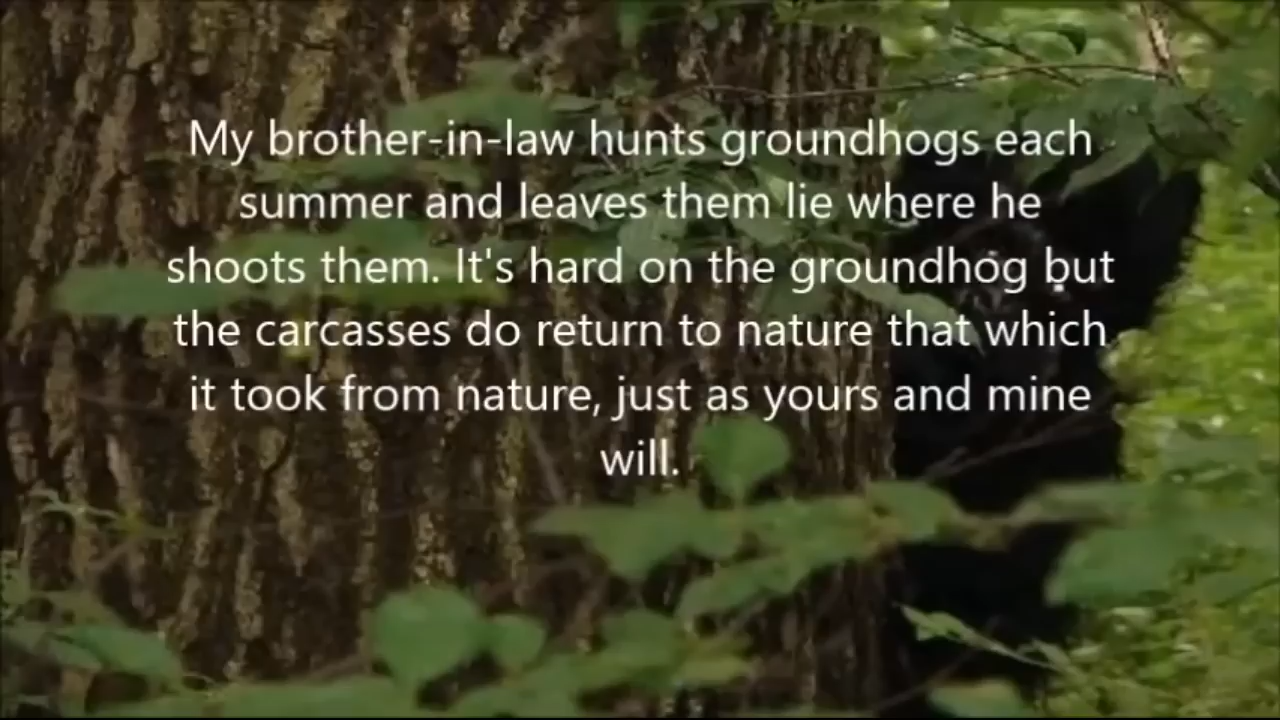 My brother-in-law hunts groundhogs each
summer and leaves them lie where he
shoots them. It's hard on the groundhog but
the carcasses do return to nature that which
it took from nature, just as yours and mine
will.